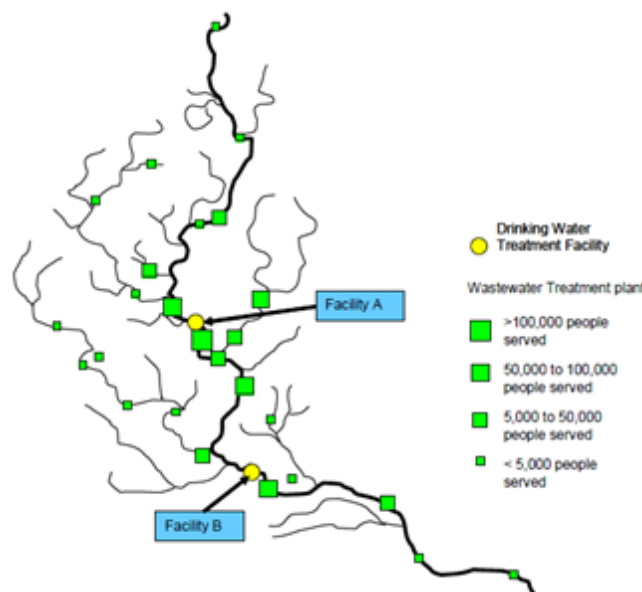 Drinking Water
Treatment Facility
Wastewater Treatment plant
Facility A
>100,000 people
served
50,000 to 100,000
people served
5,000 to 50,000
people served
< 5,000 people
served
Facility B